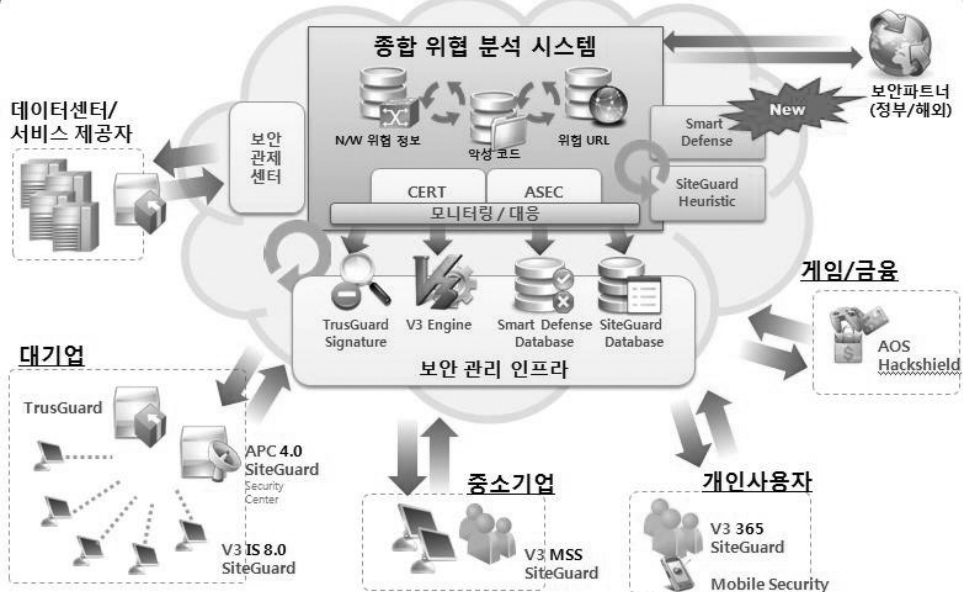 종합 위협 분석 시스템
N/W 위협 정보
악성 코드
위험 URL
CERT
ASEC
모니터링 / 대응
Smart
Defense
SiteGuard
Heuristic
New
보안파트너
(정부/해외)
데이터센터/
서비스 제공자
보안
관제
센터
TrusGuard
Signature
V3 Engine
Smart Defense
Database
SiteGuard
Database
보안 관리 인프라
게임/금융
AOS
Hackshield
대기업
TrusGuard
APC 4.0
SiteGuard
Security
Center
V3 IS 8.0
SiteGuard
중소기업
V3 MSS
SiteGuard
개인사용자
V3 365
SiteGuard
Mobile Security